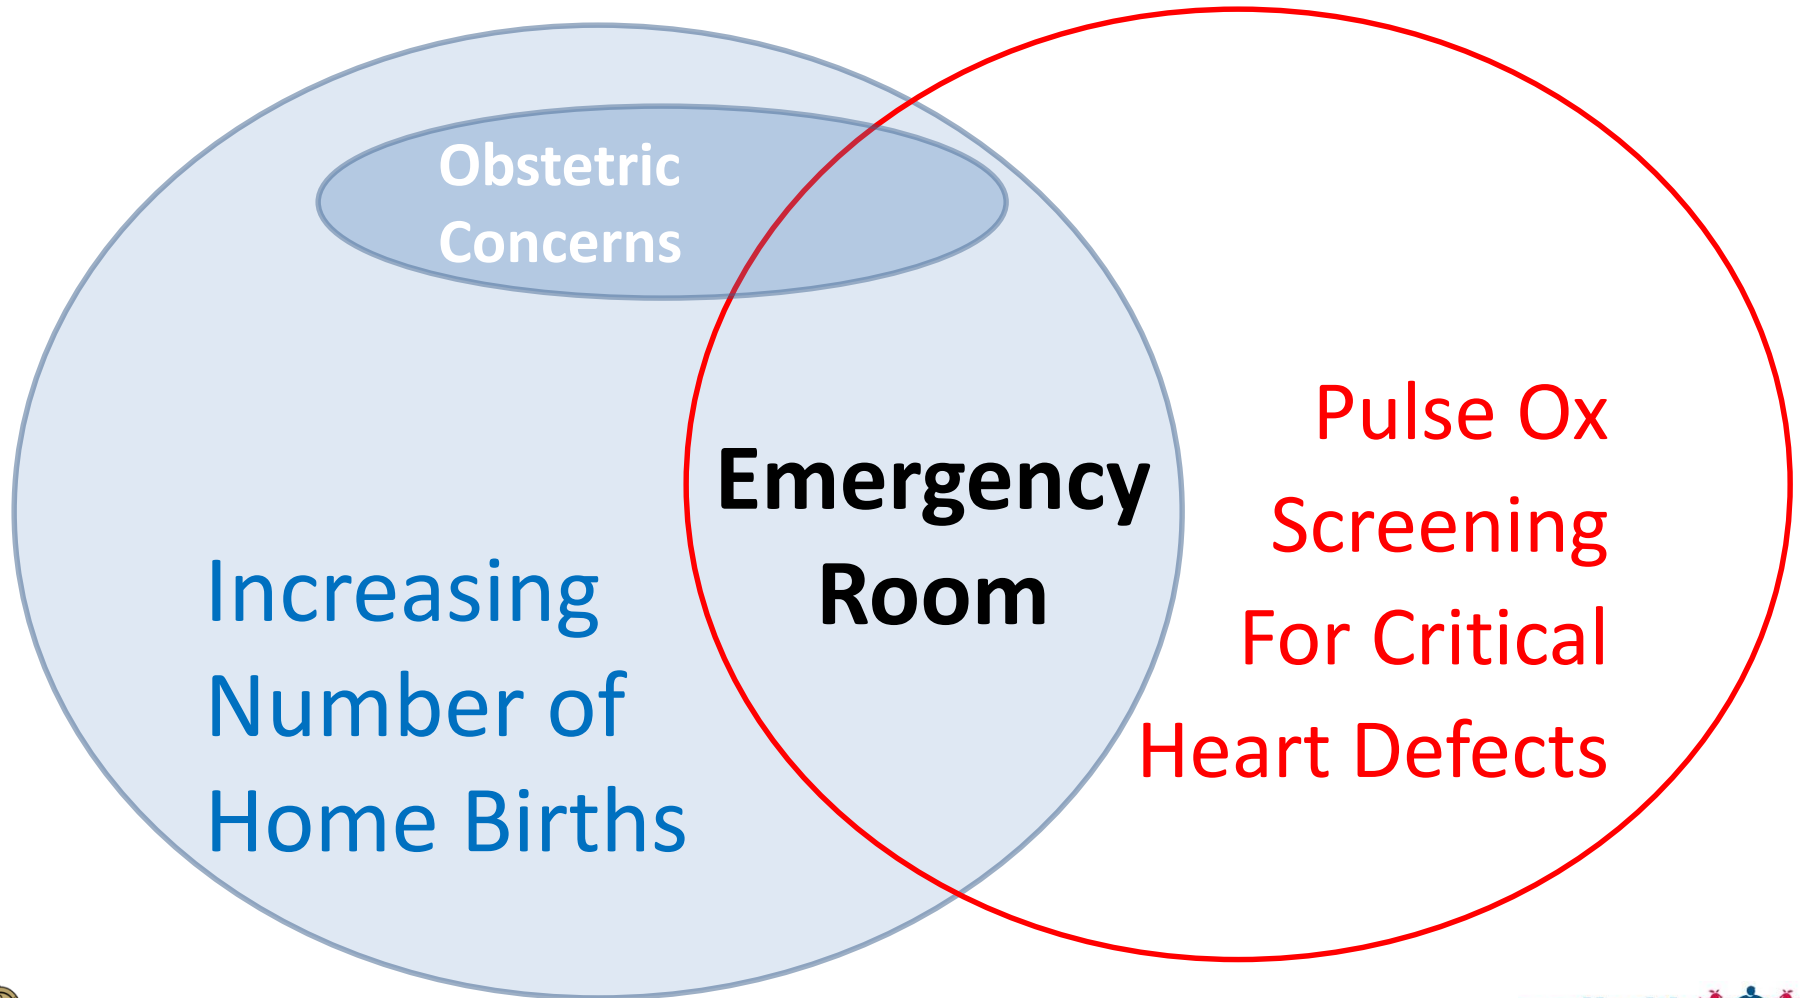 Obstetric
Concerns
Emergency
Room
Increasing
Number of
Home Births
Pulse Ox
Screening
For Critical
Heart Defects